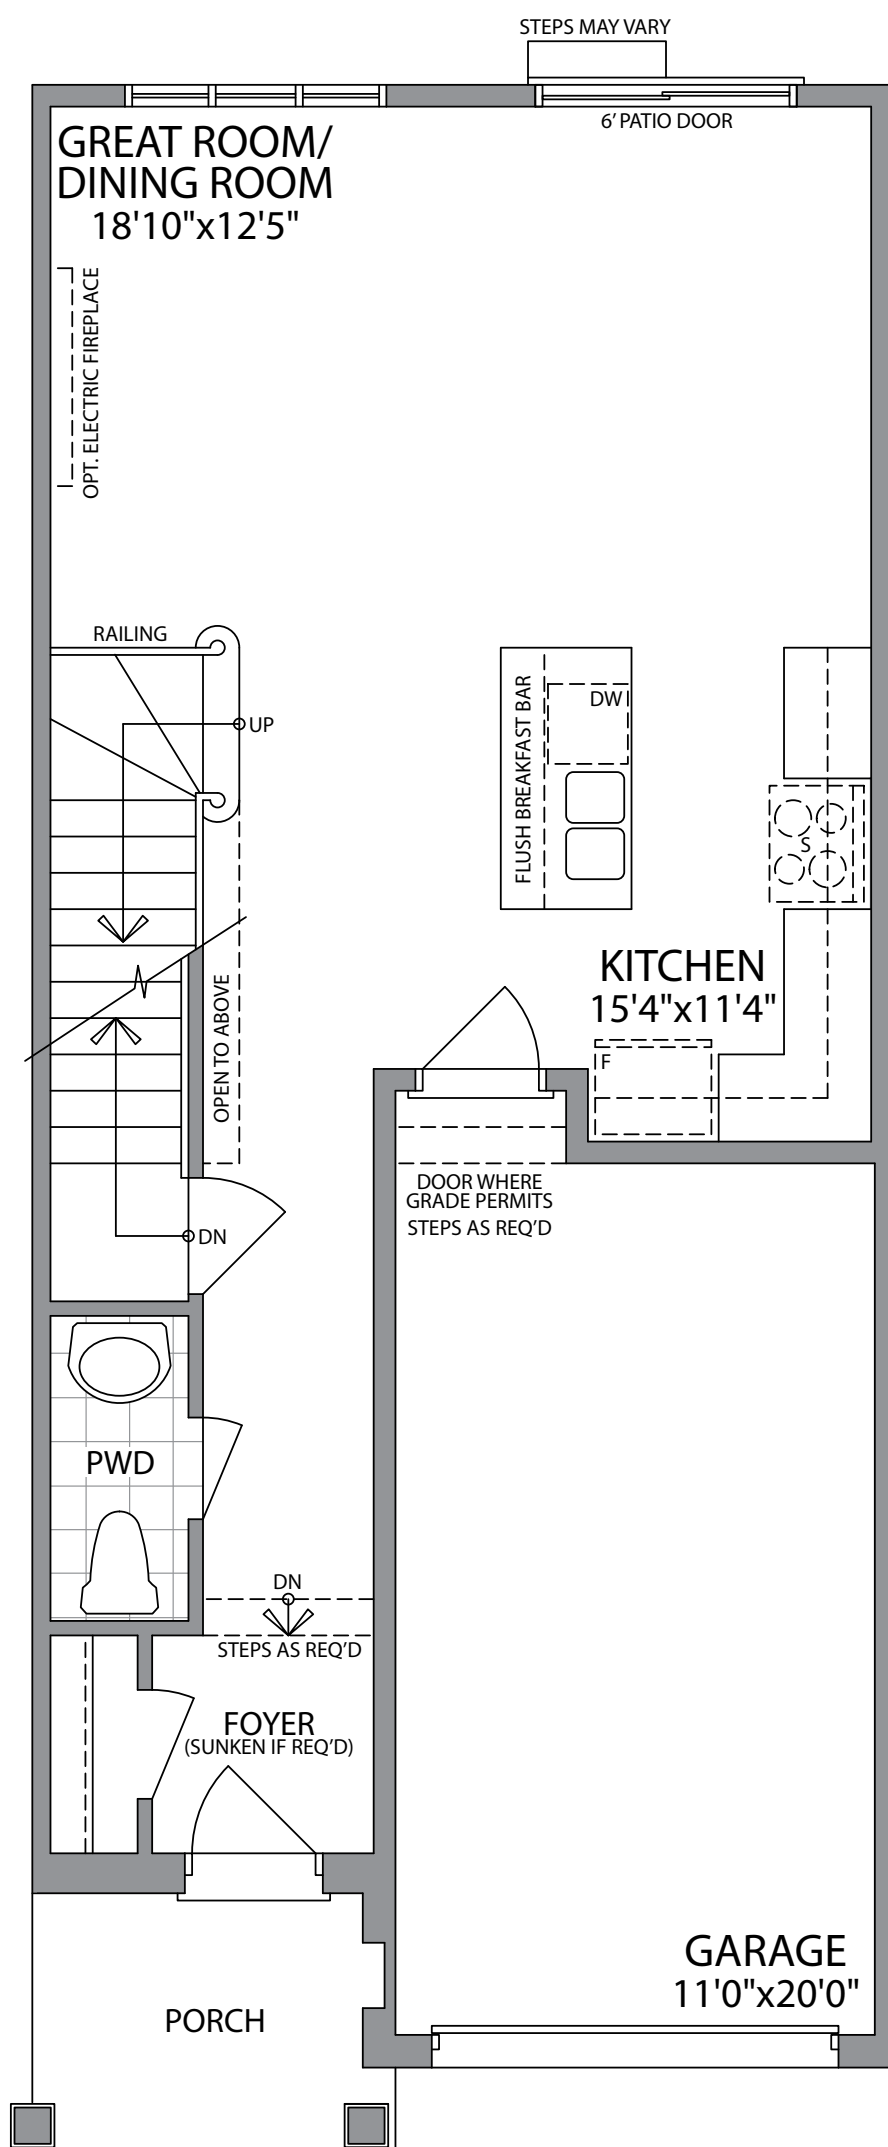 STEPS MAY VARY
6' PATIO DOOR
GREAT ROOM/
DINING ROOM
18'10"x12'5"
OPT. ELECTRIC FIREPLACE
RAILING
UP
FLUSH BREAKFAST BAR
DW
S
KITCHEN
15'4"x11'4"
F
OPEN TO ABOVE
DOOR WHERE
GRADE PERMITS
STEPS AS REQ'D
DN
PWD
DN
STEPS AS REQ'D
FOYER
(SUNKEN IF REQ'D)
GARAGE
11'0"x20'0"
PORCH